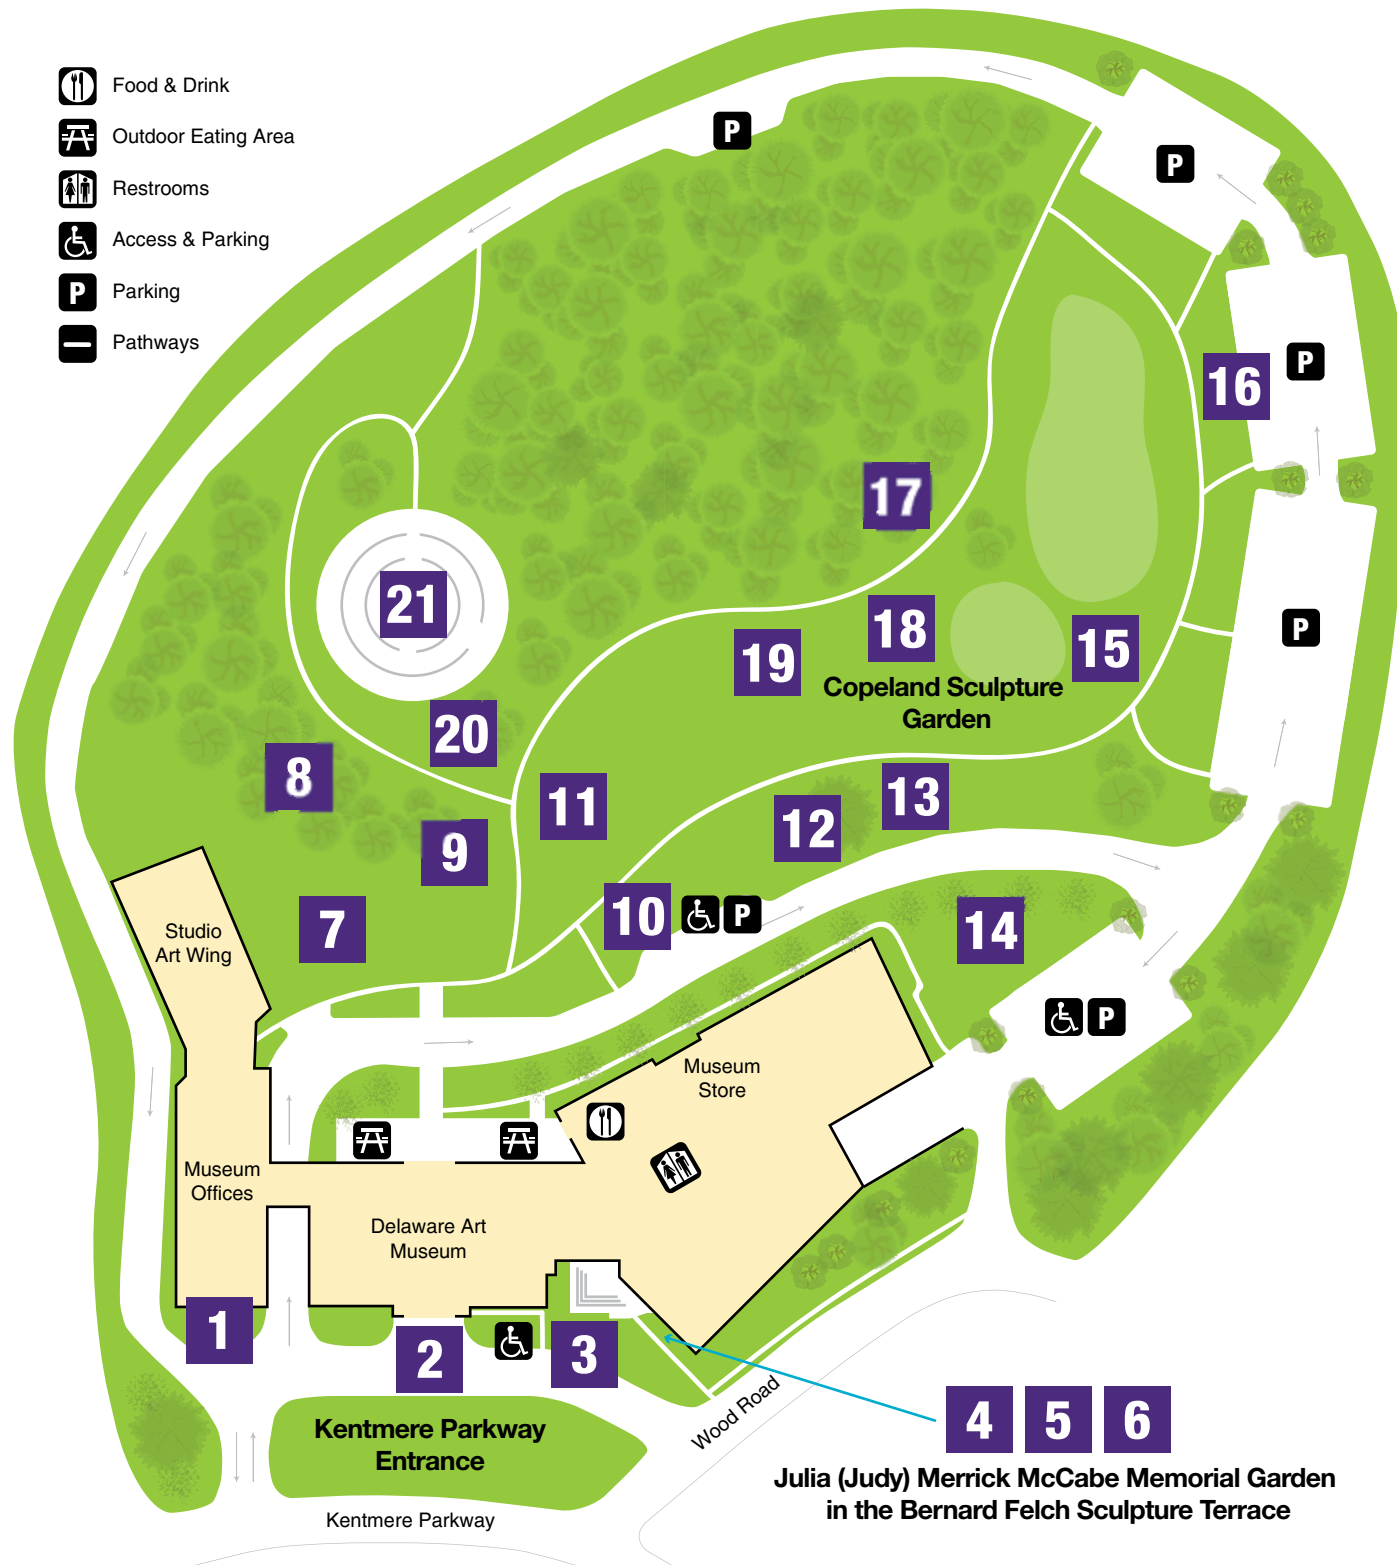 Food & Drink
Outdoor Eating Area
Restrooms
Access & Parking
P
Parking
Pathways
P
P
P
16
17
P
21
18
15
19
Copeland Sculpture
Garden
20
8
11
13
12
9
10
P
7
14
Studio
Art Wing
P
Museum
Store
Museum
Offices
Delaware Art
Museum
1
2
3
Wood Road
4
5
6
Kentmere Parkway
Entrance
Julia (Judy) Merrick McCabe Memorial Garden
in the Bernard Felch Sculpture Terrace
Kentmere Parkway